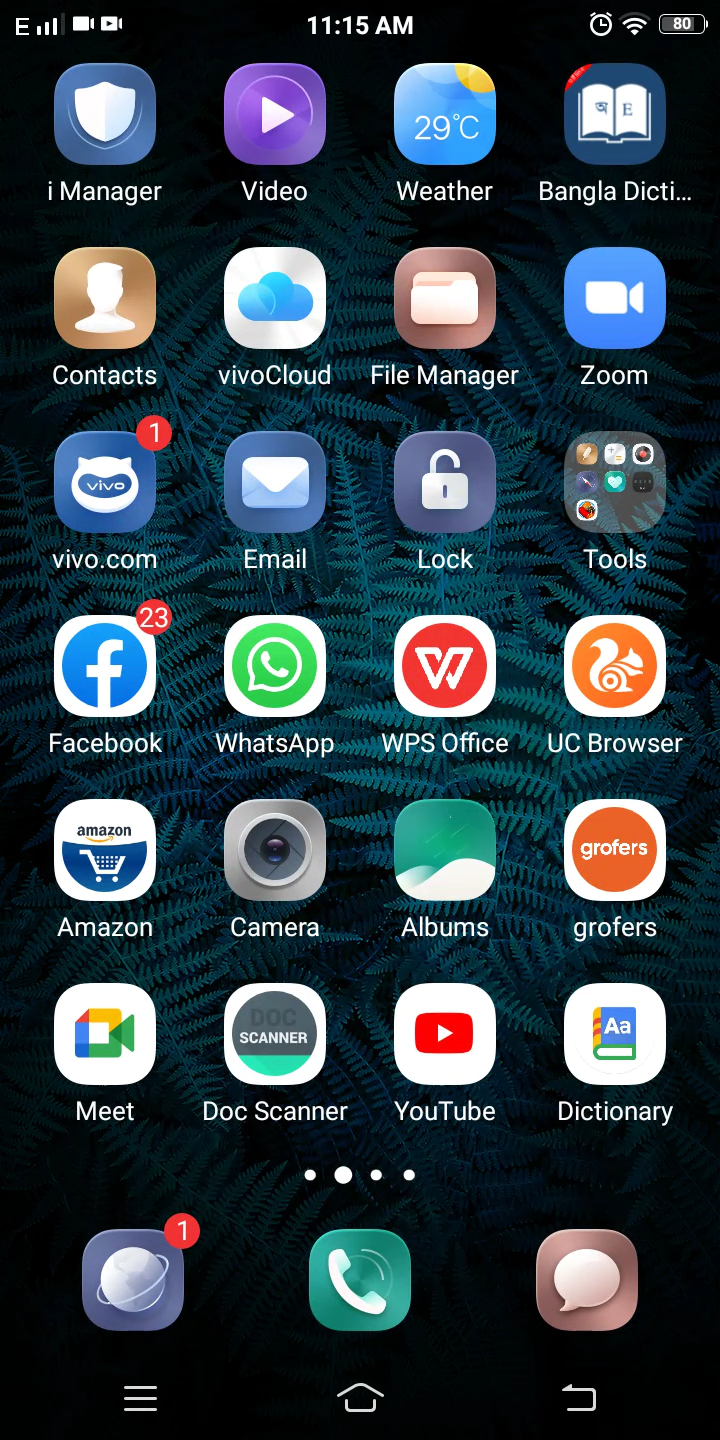 E 11:15 AM 80
29°C অ E
i Manager Video Weather Bangla Dicti...
Contacts vivoCloud File Manager Zoom
1
vivo
vivo.com Email Lock Tools
23
Facebook WhatsApp WPS Office UC Browser
amazon grofers
Amazon Camera Albums grofers
DOC
SCANNER Aa
Meet Doc Scanner YouTube Dictionary
1